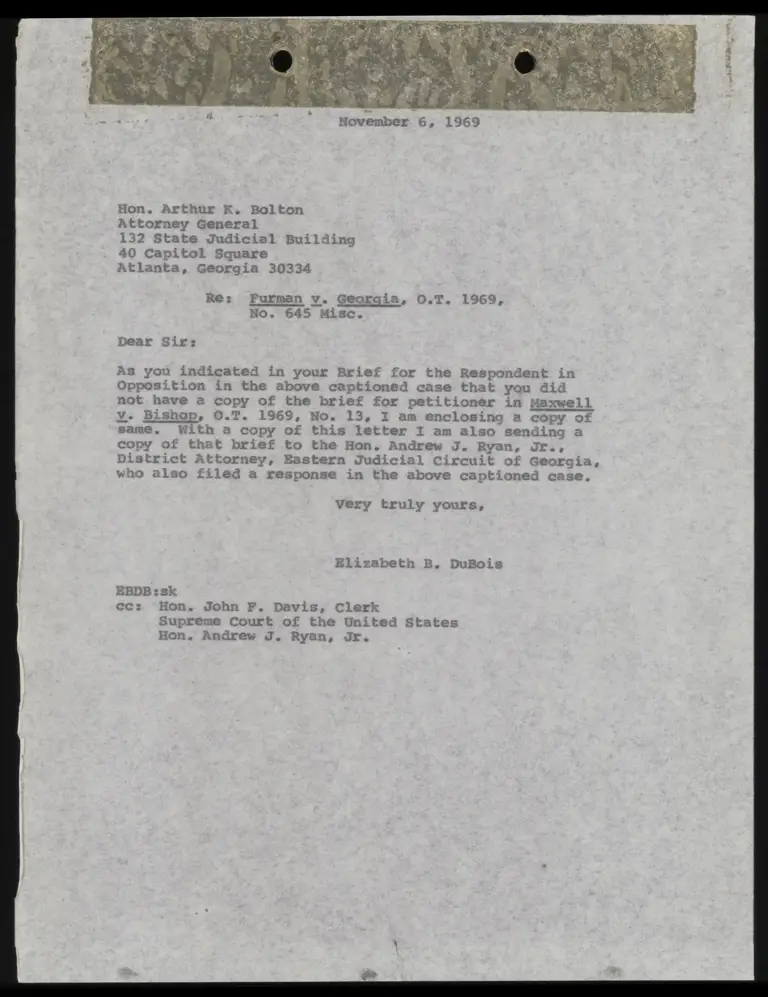 November 6, 1969
Hon. Arthur K. Bolton
Attorney General
132 State Judicial Building
40 Capitol Square
Atlanta, Georgia 30334
Re: Furman v. Georgia, O.T. 1969,
No. 645 Misc.
Dear Sir:
As you indicated in your Brief for the Respondent in
Opposition in the above captioned case that you did
not have a copy of the brief for petitioner in Maxwell
v. Bishop, O.T. 1969, No. 13, I am enclosing a copy of
same. With a copy of this letter I am also sending a
copy of that brief to the Hon. Andrew J. Ryan, Jr.,
District Attorney, Eastern Judicial Circuit of Georgia,
who also filed a response in the above captioned case.
Very truly yours,
Elizabeth B. DuBois
EBDB:sk
cc: Hon. John F. Davis, Clerk
Supreme Court of the United States
Hon. Andrew J. Ryan, Jr.